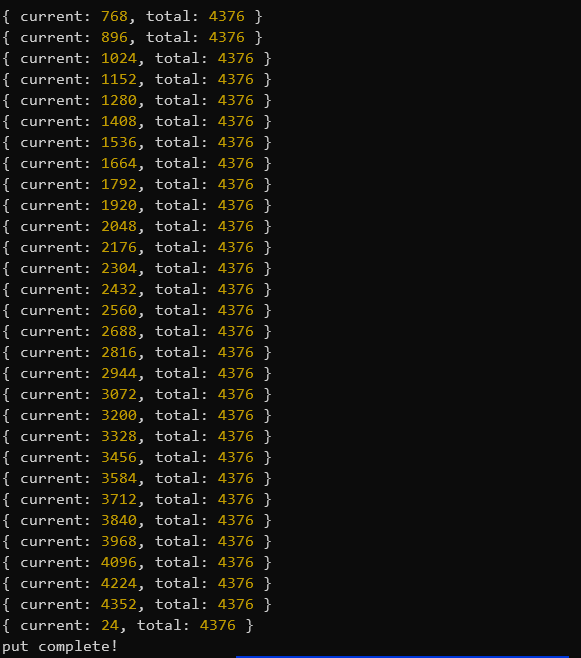 { current: 768, total: 4376 }
{ current: 896, total: 4376 }
{ current: 1024, total: 4376 }
{ current: 1152, total: 4376 }
{ current: 1280, total: 4376 }
{ current: 1408, total: 4376 }
{ current: 1536, total: 4376 }
{ current: 1664, total: 4376 }
{ current: 1792, total: 4376 }
{ current: 1920, total: 4376 }
{ current: 2048, total: 4376 }
{ current: 2176, total: 4376 }
{ current: 2304, total: 4376 }
{ current: 2432, total: 4376 }
{ current: 2560, total: 4376 }
{ current: 2688, total: 4376 }
{ current: 2816, total: 4376 }
{ current: 2944, total: 4376 }
{ current: 3072, total: 4376 }
{ current: 3200, total: 4376 }
{ current: 3328, total: 4376 }
{ current: 3456, total: 4376 }
{ current: 3584, total: 4376 }
{ current: 3712, total: 4376 }
{ current: 3840, total: 4376 }
{ current: 3968, total: 4376 }
{ current: 4096, total: 4376 }
{ current: 4224, total: 4376 }
{ current: 4352, total: 4376 }
{ current: 24, total: 4376 }
put complete!